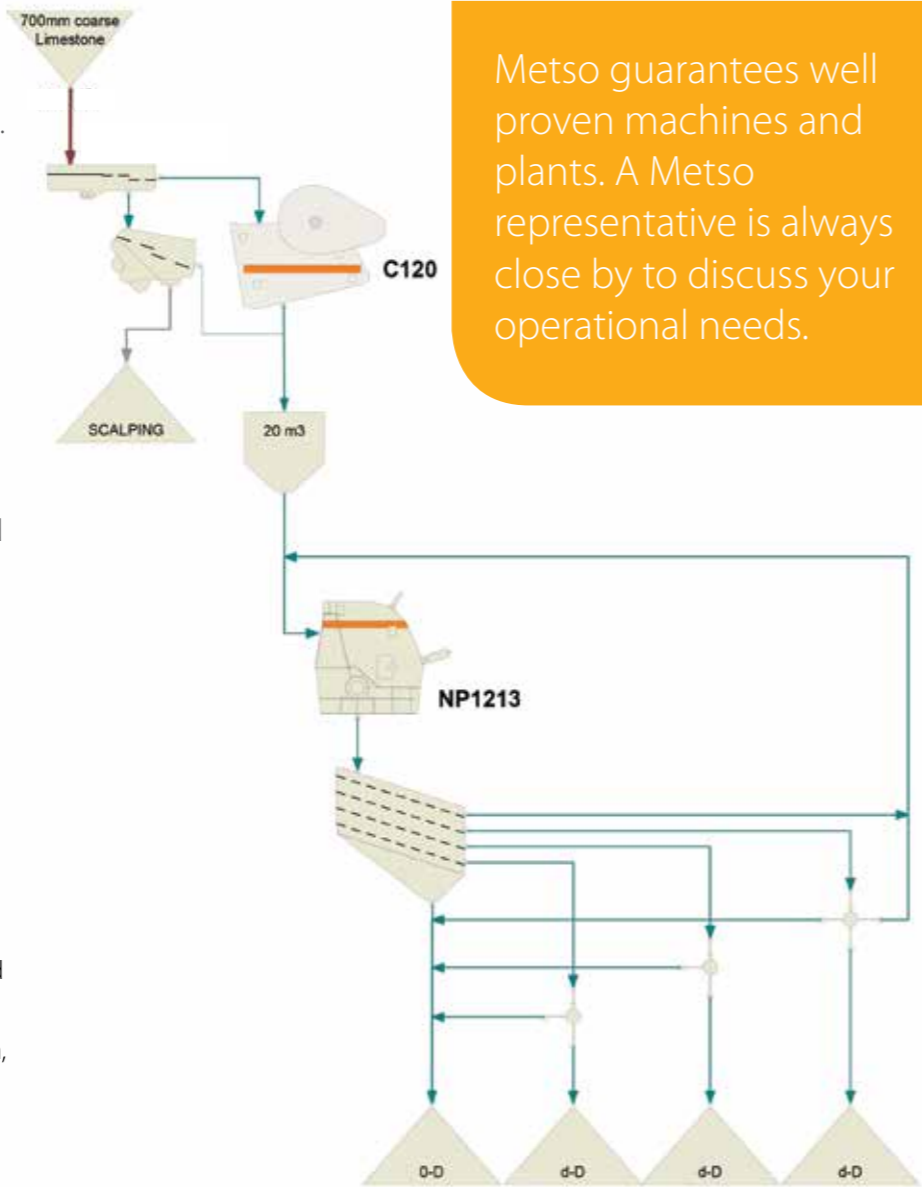 700mm coarse
Limestone
Metso guarantees well
proven machines and
plants. A Metso
representative is always
close by to discuss your
operational needs.
C120
SCALPING
20 m3
NP1213
0-D
d-D
d-D
d-D